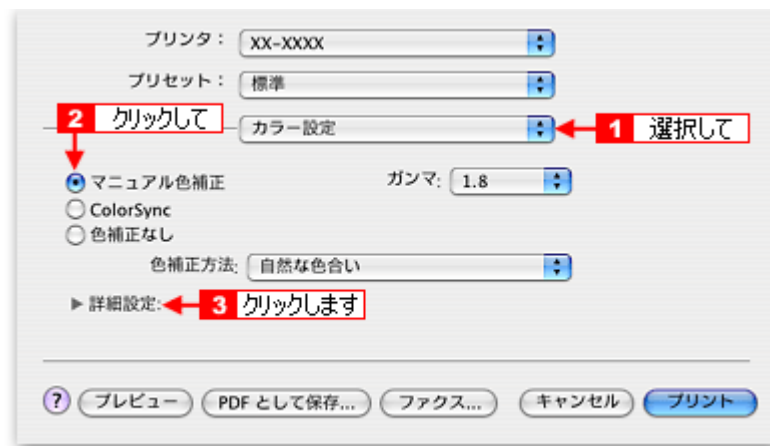 プリンタ： XX-XXXX
プリセット： 標準
2 クリックして
カラー設定
1 選択して
マニュアル色補正 ガンマ: 1.8
ColorSync
色補正なし
色補正方法: 自然な色合い
詳細設定:
3 クリックします
? プレビュー PDF として保存... ファクス... キャンセル プリント